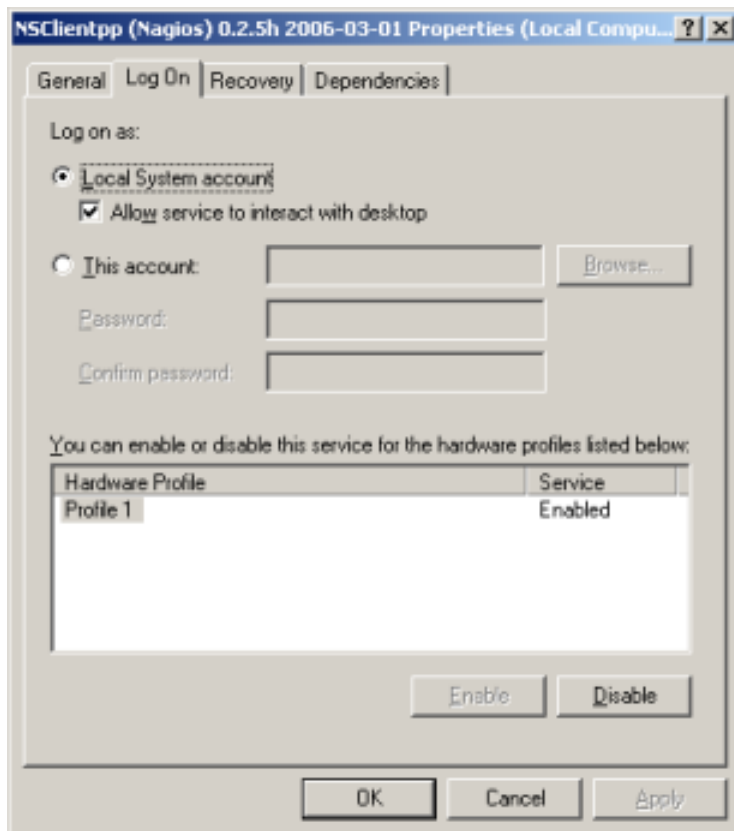 NSClientpp (Nagios) 0.2.5h 2006-03-01 Properties (Local Compu...
General Log On Recovery Dependencies
Log on as:
Local System account
Allow service to interact with desktop
This account:
Browse...
Password:
Confirm password:
You can enable or disable this service for the hardware profiles listed below:
Hardware Profile Service
Profile 1 Enabled
Enable Disable
OK Cancel Apply